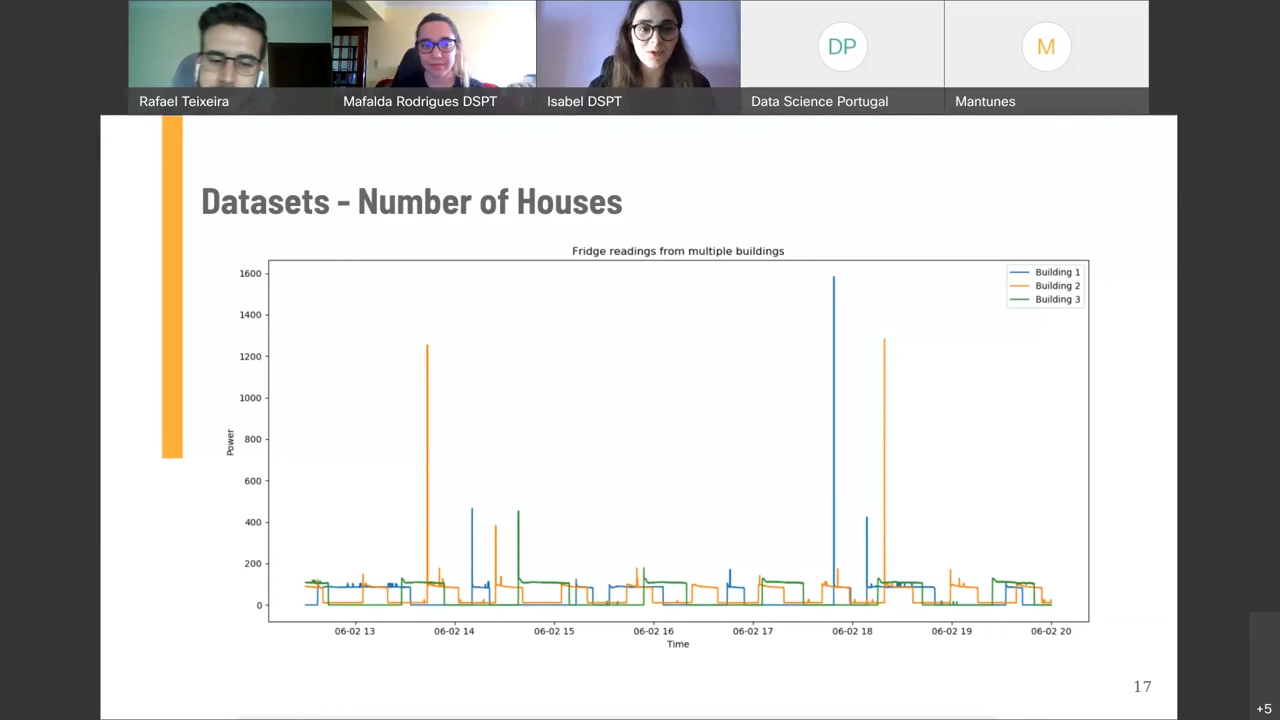 DP
M
Rafael Teixeira
Mafalda Rodrigues DSPT
Isabel DSPT
Data Science Portugal
Mantunes
Datasets - Number of Houses
Fridge readings from multiple buildings
Building 1
Building 2
Building 3
1600
1400
1200
1000
800
600
400
200
0
Power
06-02 13
06-02 14
06-02 15
06-02 16
06-02 17
06-02 18
06-02 19
06-02 20
Time
17
+5